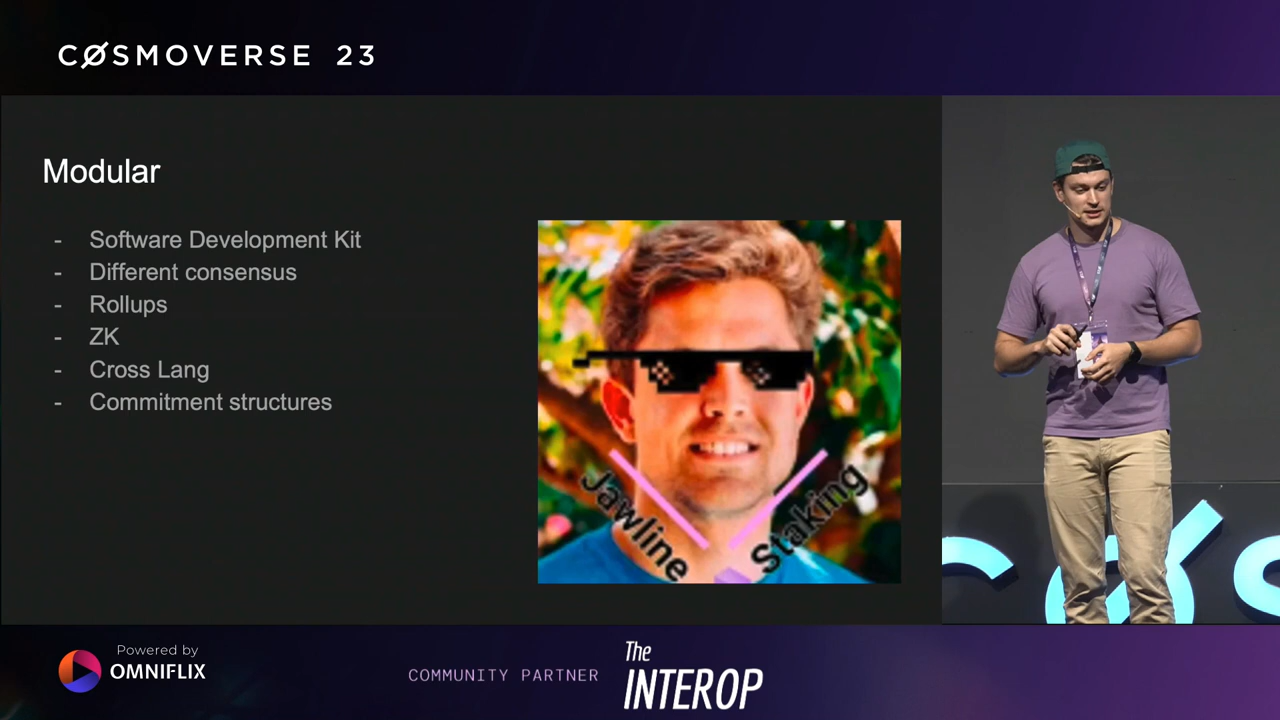 CØSMOVERSE 23
Modular
- Software Development Kit
- Different consensus
- Rollups
- ZK
- Cross Lang
- Commitment structures
Jawline
Staking
cøs
Powered by
OMNIFLIX
COMMUNITY PARTNER
The
INTEROP